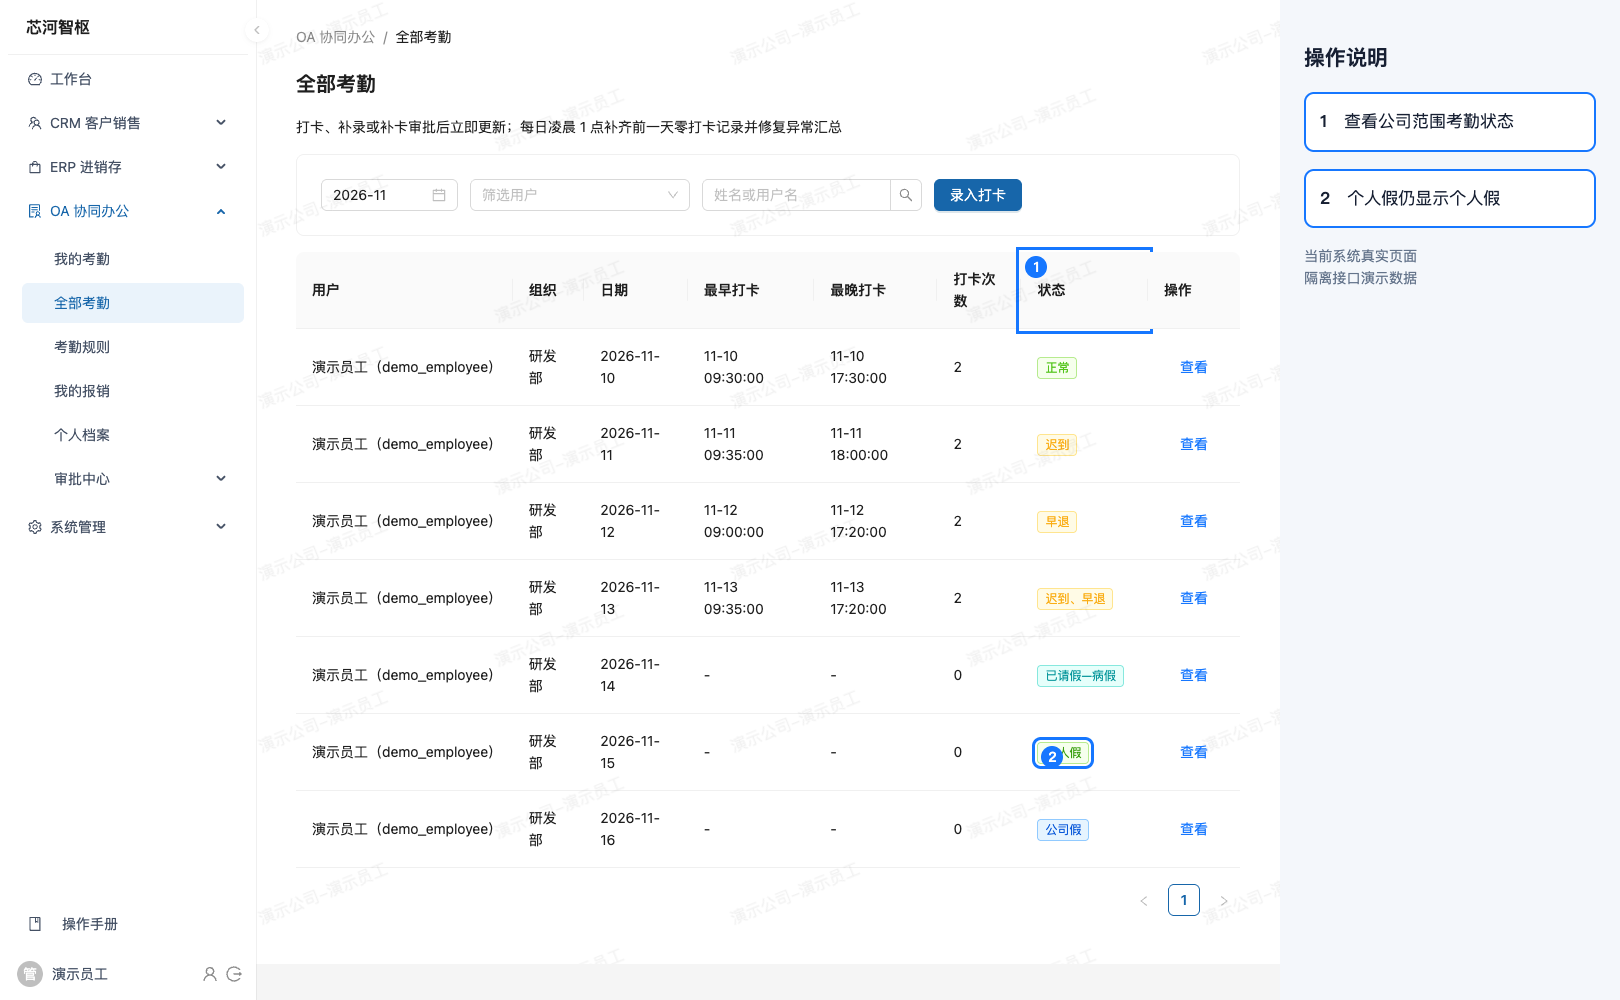 芯河智枢
工作台
CRM 客户销售
ERP 进销存
OA 协同办公
我的考勤
全部考勤
考勤规则
我的报销
个人档案
审批中心
系统管理
操作手册
管 演示员工
OA 协同办公 / 全部考勤
全部考勤
打卡、补录或补卡审批后立即更新；每日凌晨 1 点补齐前一天零打卡记录并修复异常汇总
2026-11 筛选用户 姓名或用户名 录入打卡
用户 组织 日期 最早打卡 最晚打卡 打卡次数 1 状态 操作
演示员工（demo_employee） 研发部 2026-11-10 11-10 09:30:00 11-10 17:30:00 2 正常 查看
演示员工（demo_employee） 研发部 2026-11-11 11-11 09:35:00 11-11 18:00:00 2 迟到 查看
演示员工（demo_employee） 研发部 2026-11-12 11-12 09:00:00 11-12 17:20:00 2 早退 查看
演示员工（demo_employee） 研发部 2026-11-13 11-13 09:35:00 11-13 17:20:00 2 迟到、早退 查看
演示员工（demo_employee） 研发部 2026-11-14 - - 0 已请假—病假 查看
演示员工（demo_employee） 研发部 2026-11-15 - - 0 2 人假 查看
演示员工（demo_employee） 研发部 2026-11-16 - - 0 公司假 查看
1
操作说明
1 查看公司范围考勤状态
2 个人假仍显示个人假
当前系统真实页面
隔离接口演示数据
演示公司–演示员工